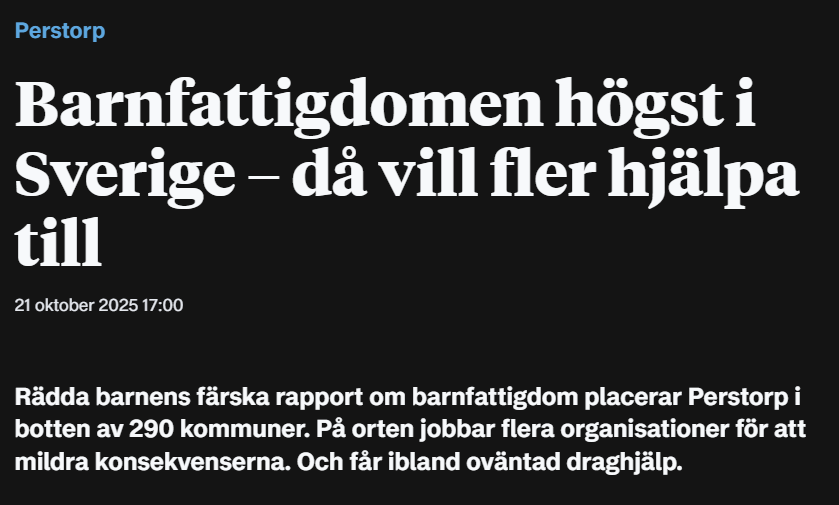 Perstorp
Barnfattigdomen högst i
Sverige – då vill fler hjälpa
till
21 oktober 2025 17:00
Rädda barnens färska rapport om barnfattigdom placerar Perstorp i
botten av 290 kommuner. På orten jobbar flera organisationer för att
mildra konsekvenserna. Och får ibland oväntad draghjälp.